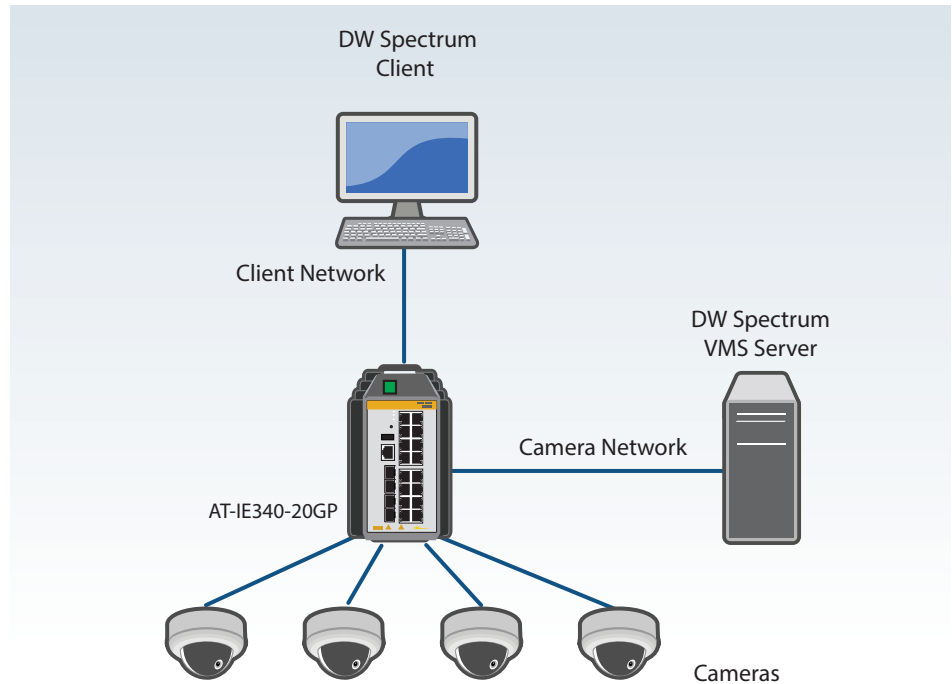 DW Spectrum
Client
Client Network
DW Spectrum
VMS Server
Camera Network
AT-IE340-20GP
Cameras